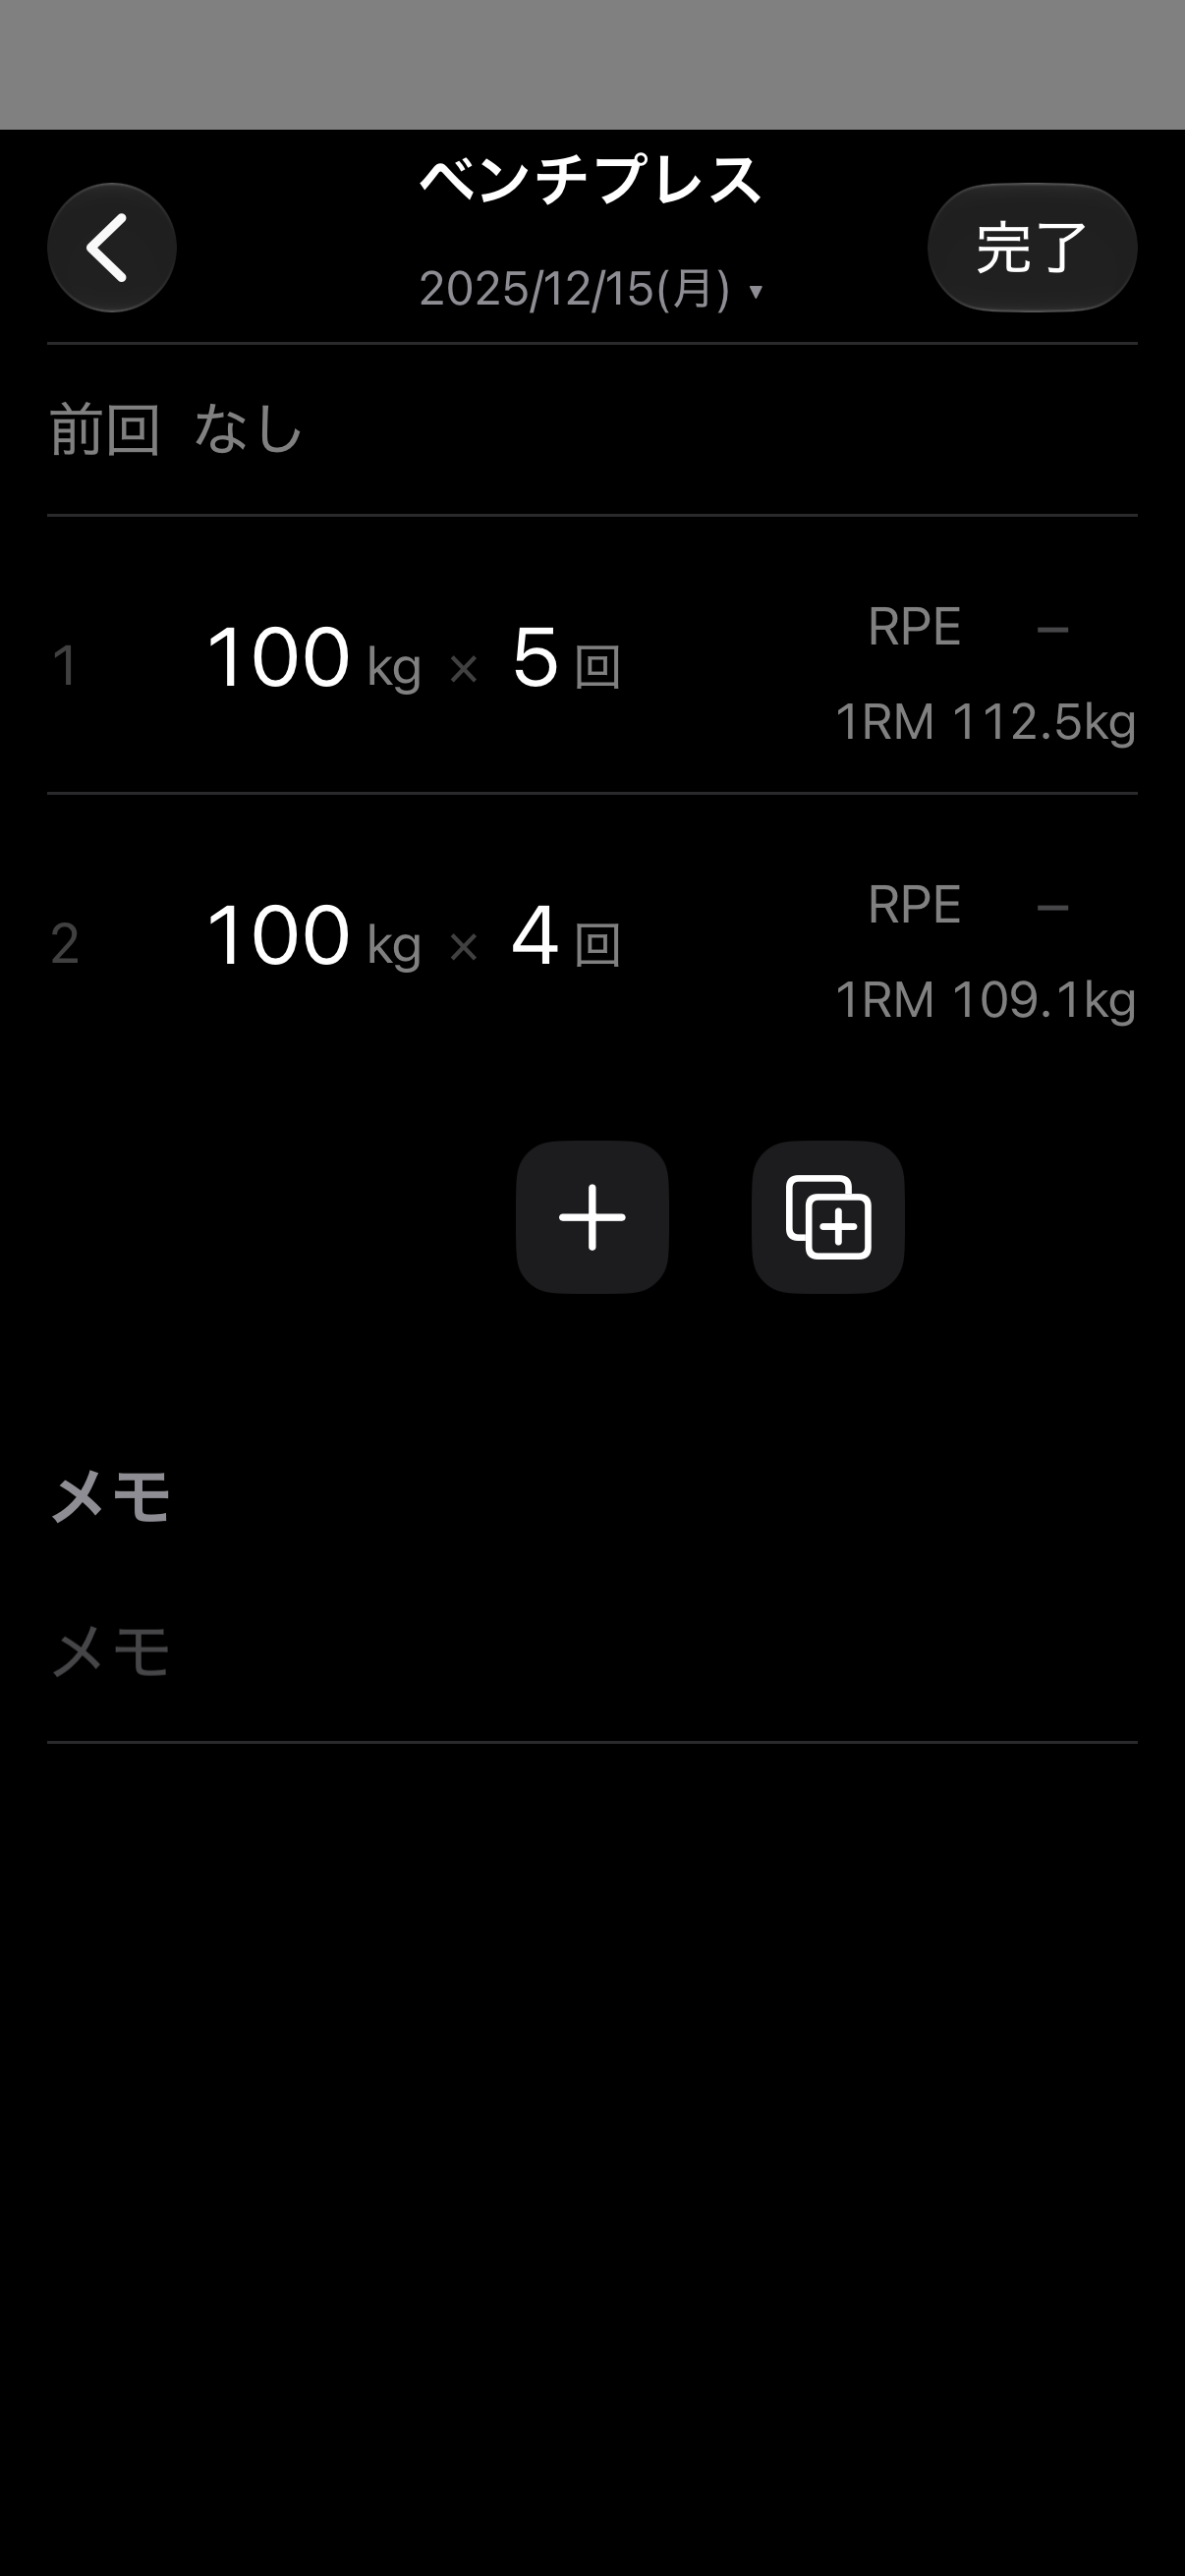 ベンチプレス
2025/12/15(月) ▼
完了
前回 なし
1 100 kg × 5 回 RPE –
1RM 112.5kg
2 100 kg × 4 回 RPE –
1RM 109.1kg
メモ
メモ